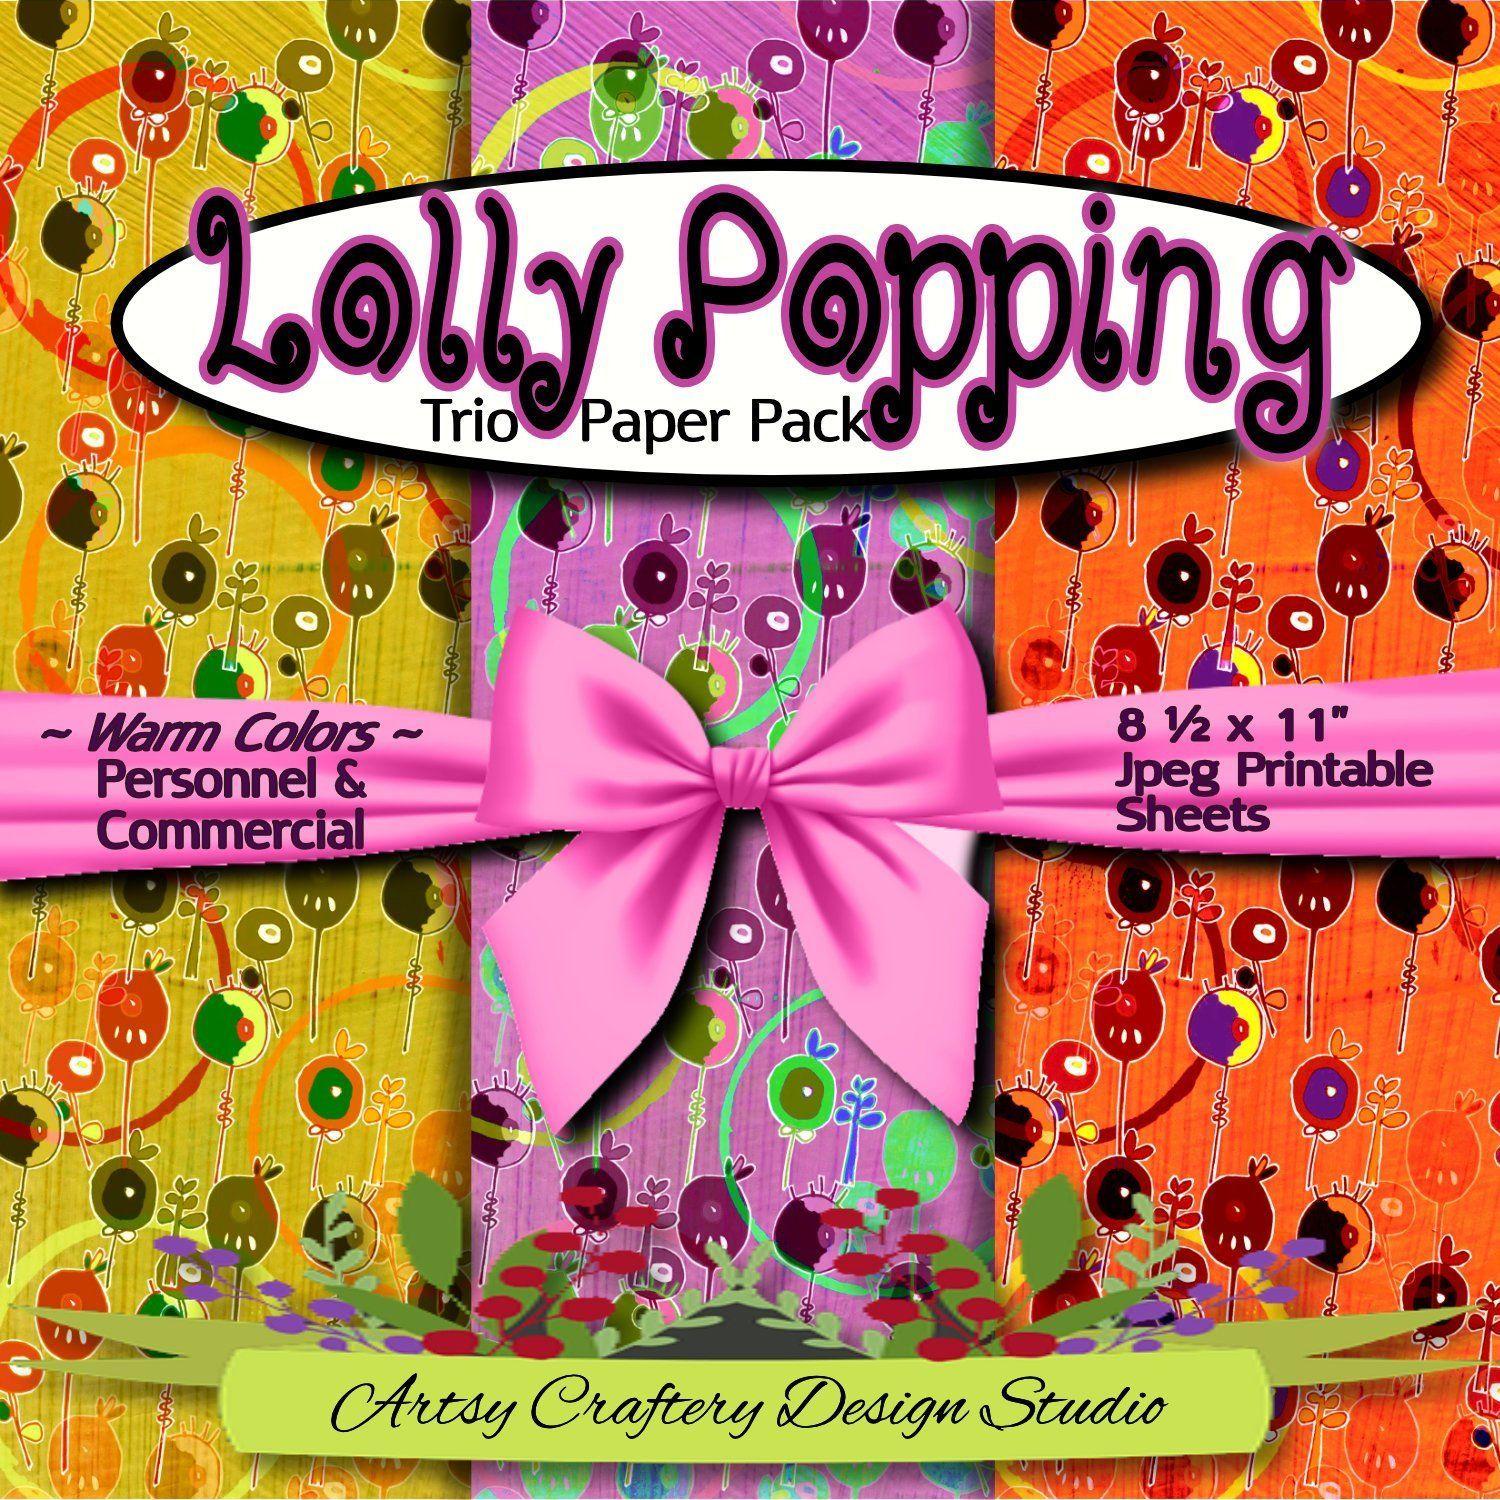 Lolly Popping
Trio Paper Pack
~ Warm Colors ~
Personnel &
Commercial
8 ½ x 11"
Jpeg Printable
Sheets
Artsy Craftery Design Studio